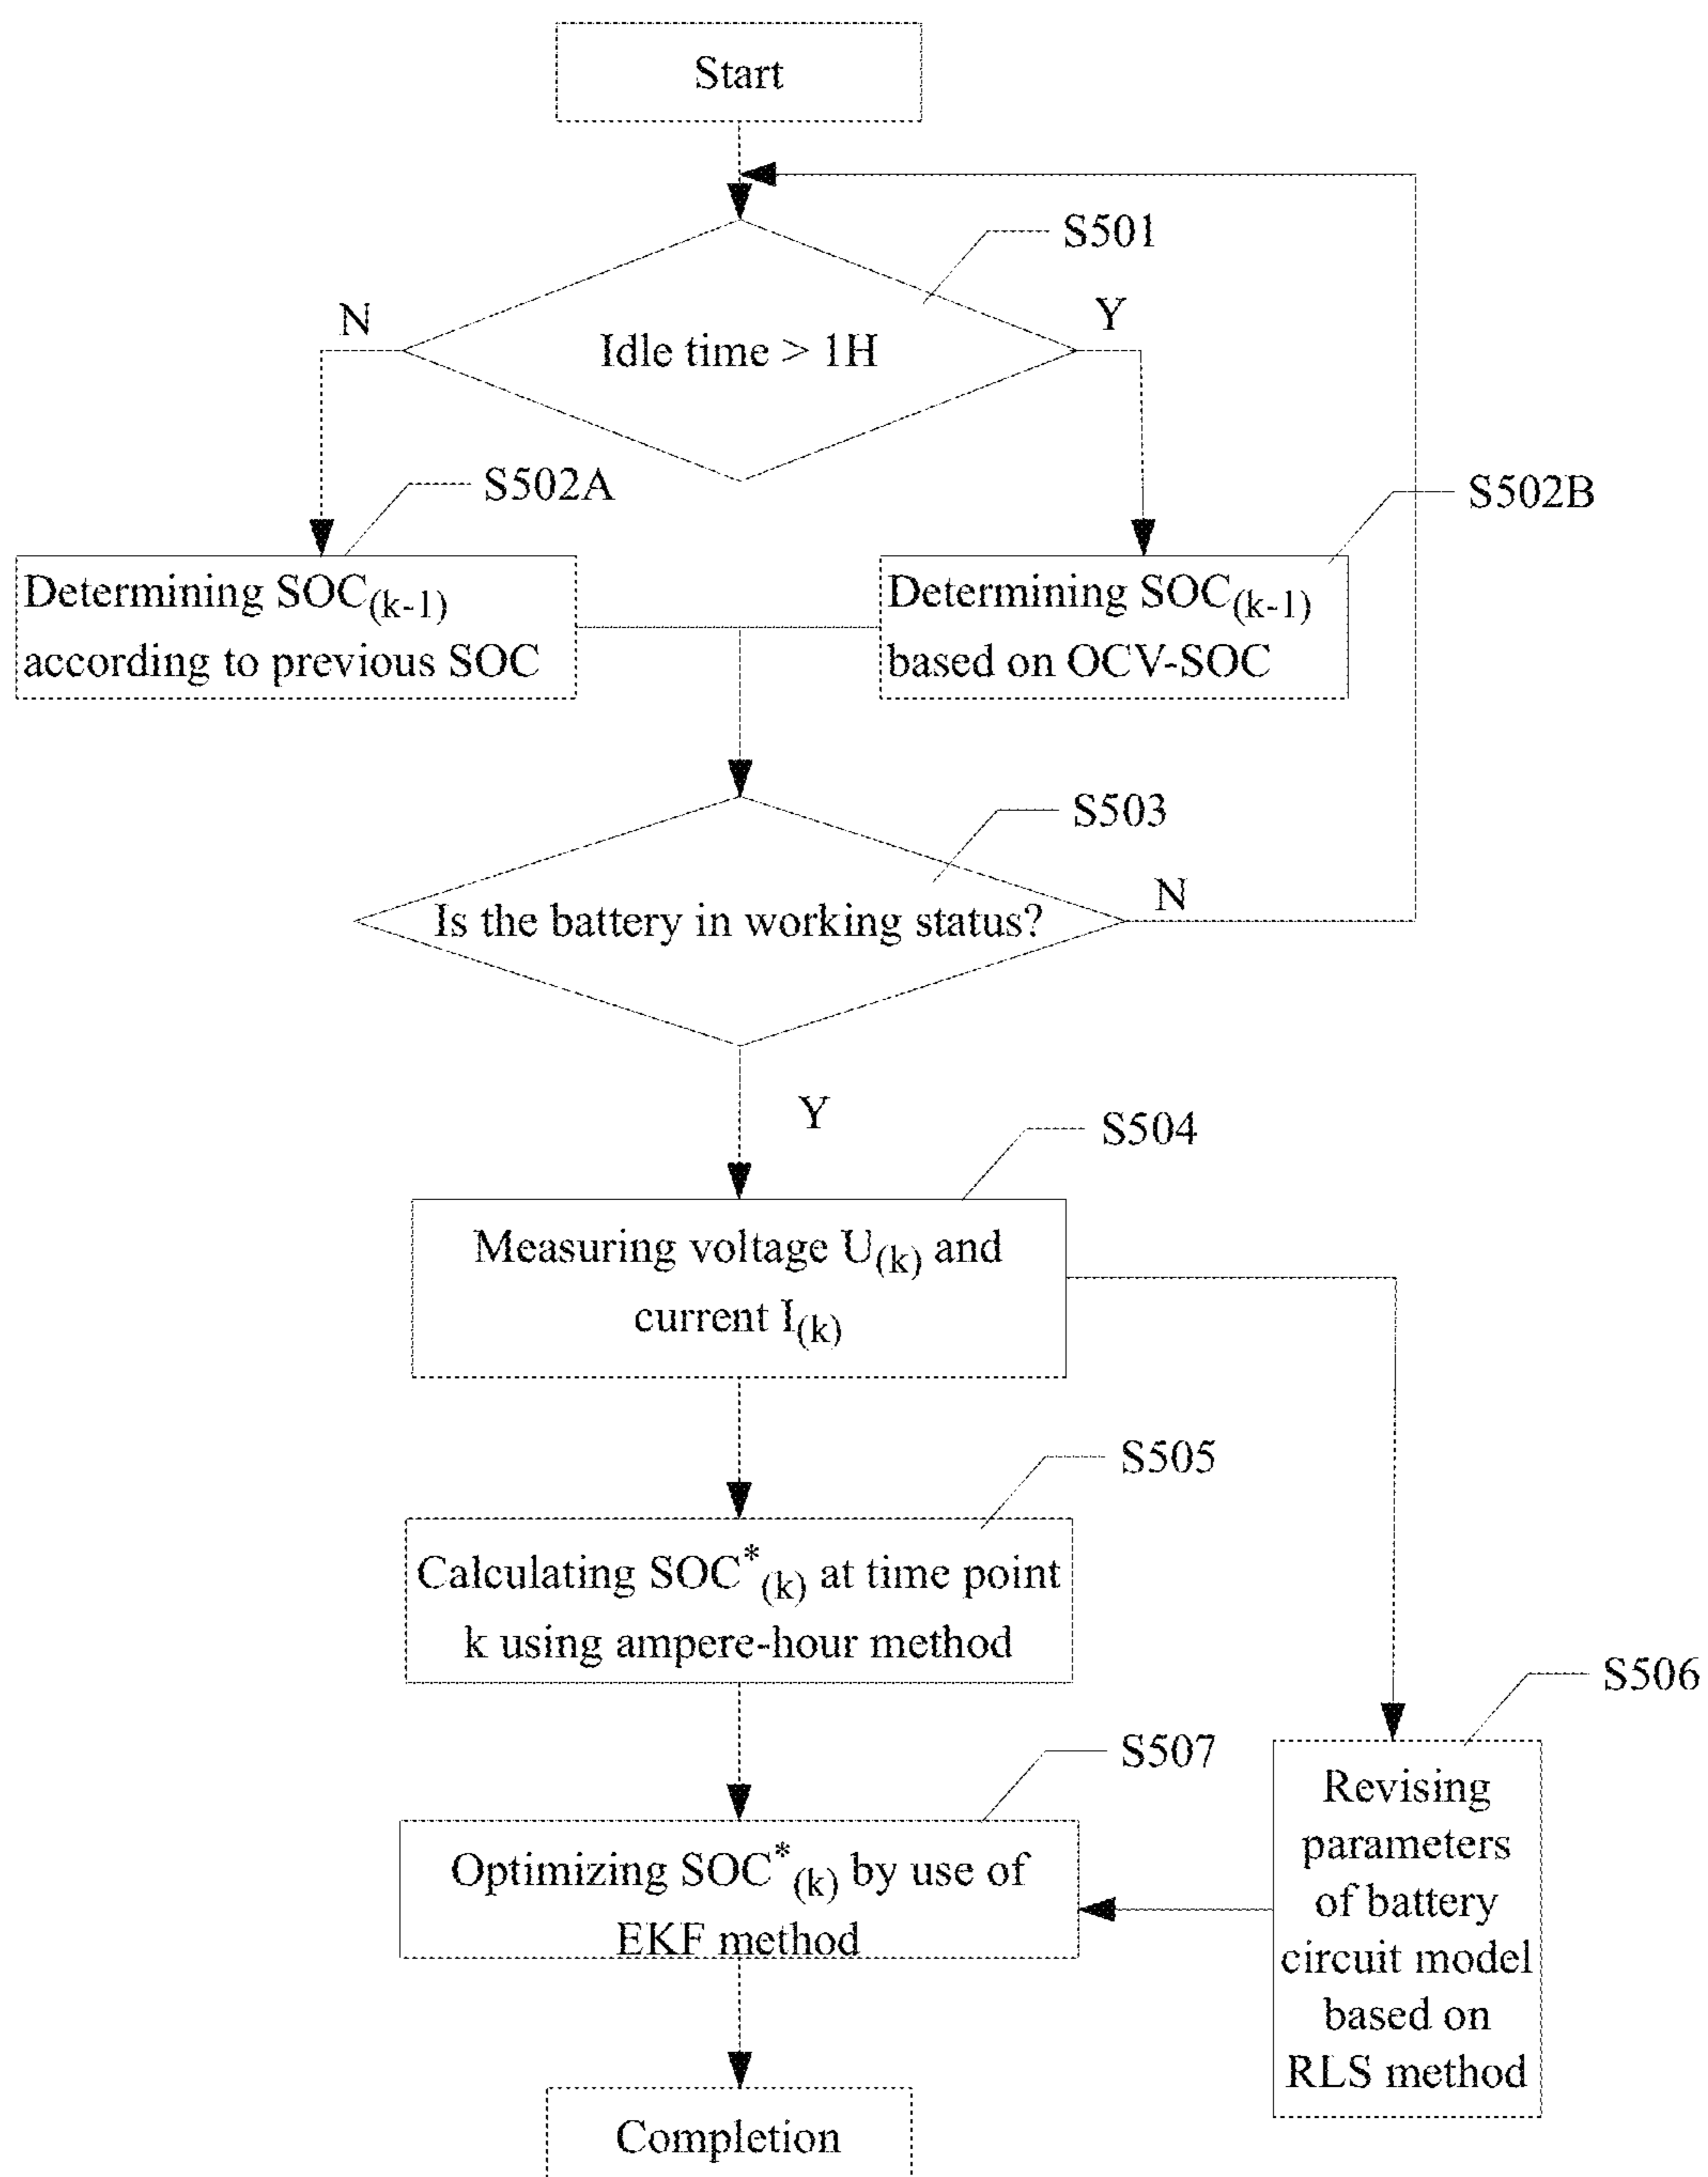 Start
S501
N
Y
Idle time > 1H
S502A
S502B
Determining SOC(k-1)
according to previous SOC
Determining SOC(k-1)
based on OCV-SOC
S503
Is the battery in working status?
N
Y
S504
Measuring voltage U(k) and
current I(k)
S505
Calculating SOC*(k) at time point
k using ampere-hour method
S506
S507
Optimizing SOC*(k) by use of
EKF method
Revising
parameters
of battery
circuit model
based on
RLS method
Completion